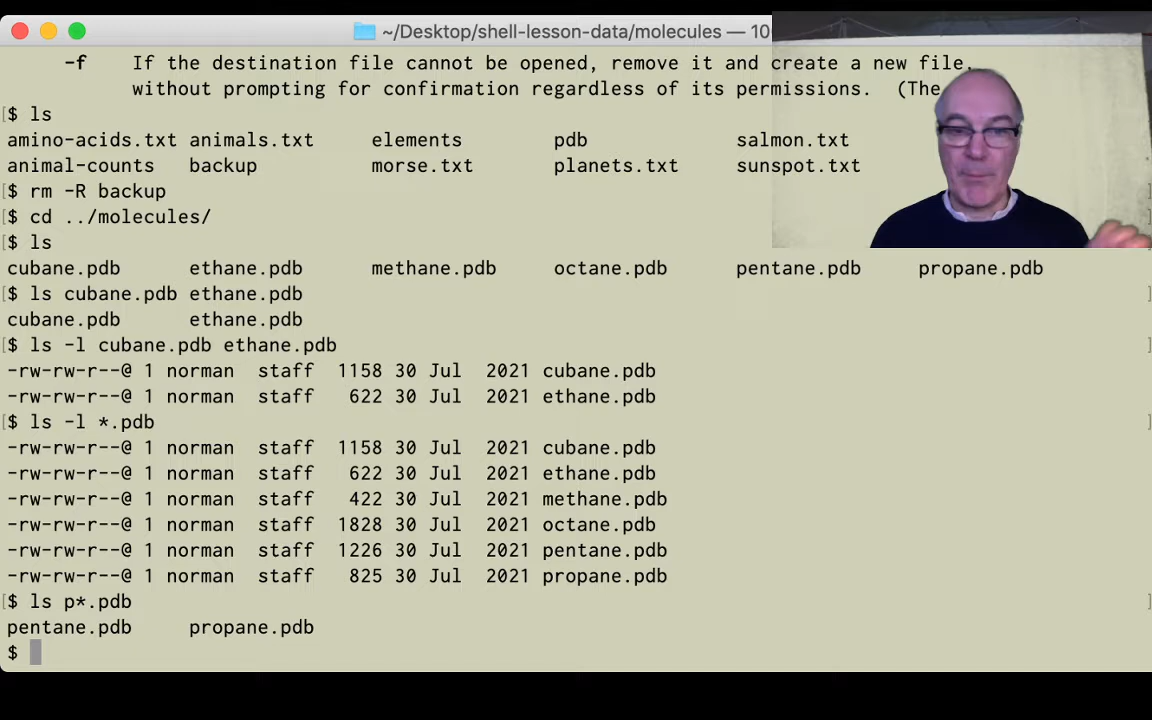 ~/Desktop/shell-lesson-data/molecules — 10
-f If the destination file cannot be opened, remove it and create a new file,
without prompting for confirmation regardless of its permissions. (The
[$ ls
amino-acids.txt animals.txt elements pdb salmon.txt
animal-counts backup morse.txt planets.txt sunspot.txt
[$ rm -R backup ]
[$ cd ../molecules/ ]
[$ ls ]
cubane.pdb ethane.pdb methane.pdb octane.pdb pentane.pdb propane.pdb
[$ ls cubane.pdb ethane.pdb ]
cubane.pdb ethane.pdb
[$ ls -l cubane.pdb ethane.pdb ]
-rw-rw-r--@ 1 norman staff 1158 30 Jul 2021 cubane.pdb
-rw-rw-r--@ 1 norman staff 622 30 Jul 2021 ethane.pdb
[$ ls -l *.pdb ]
-rw-rw-r--@ 1 norman staff 1158 30 Jul 2021 cubane.pdb
-rw-rw-r--@ 1 norman staff 622 30 Jul 2021 ethane.pdb
-rw-rw-r--@ 1 norman staff 422 30 Jul 2021 methane.pdb
-rw-rw-r--@ 1 norman staff 1828 30 Jul 2021 octane.pdb
-rw-rw-r--@ 1 norman staff 1226 30 Jul 2021 pentane.pdb
-rw-rw-r--@ 1 norman staff 825 30 Jul 2021 propane.pdb
[$ ls p*.pdb ]
pentane.pdb propane.pdb
$